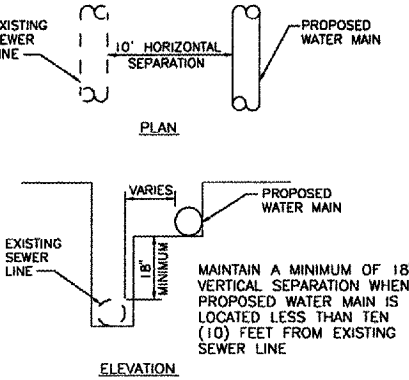 EXISTING
SEWER
LINE
10' HORIZONTAL
SEPARATION
PROPOSED
WATER MAIN
PLAN
VARIES
PROPOSED
WATER MAIN
EXISTING
SEWER
LINE
18"
MINIMUM
MAINTAIN A MINIMUM OF 18"
VERTICAL SEPARATION WHEN
PROPOSED WATER MAIN IS
LOCATED LESS THAN TEN
(10) FEET FROM EXISTING
SEWER LINE
ELEVATION